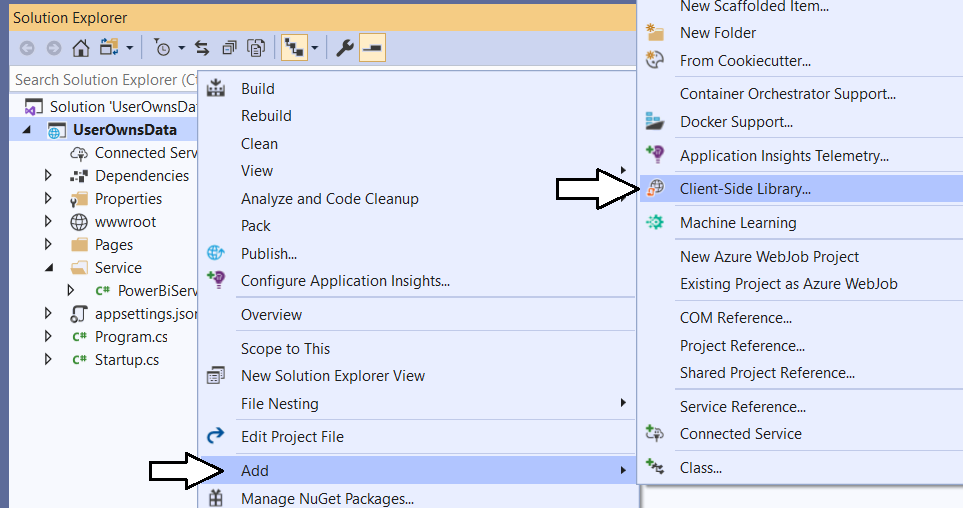 Solution Explorer
Search Solution Explorer (C
Solution 'UserOwnsDat
UserOwnsData
Connected Serv
Dependencies
Properties
wwwroot
Pages
Service
C# PowerBiServ
appsettings.json
C# Program.cs
C# Startup.cs
Build
Rebuild
Clean
View
Analyze and Code Cleanup
Pack
Publish...
Configure Application Insights...
Overview
Scope to This
New Solution Explorer View
File Nesting
Edit Project File
Add
Manage NuGet Packages...
New Scaffolded Item...
New Folder
From Cookiecutter...
Container Orchestrator Support...
Docker Support...
Application Insights Telemetry...
Client-Side Library...
Machine Learning
New Azure WebJob Project
Existing Project as Azure WebJob
COM Reference...
Project Reference...
Shared Project Reference...
Service Reference...
Connected Service
Class...